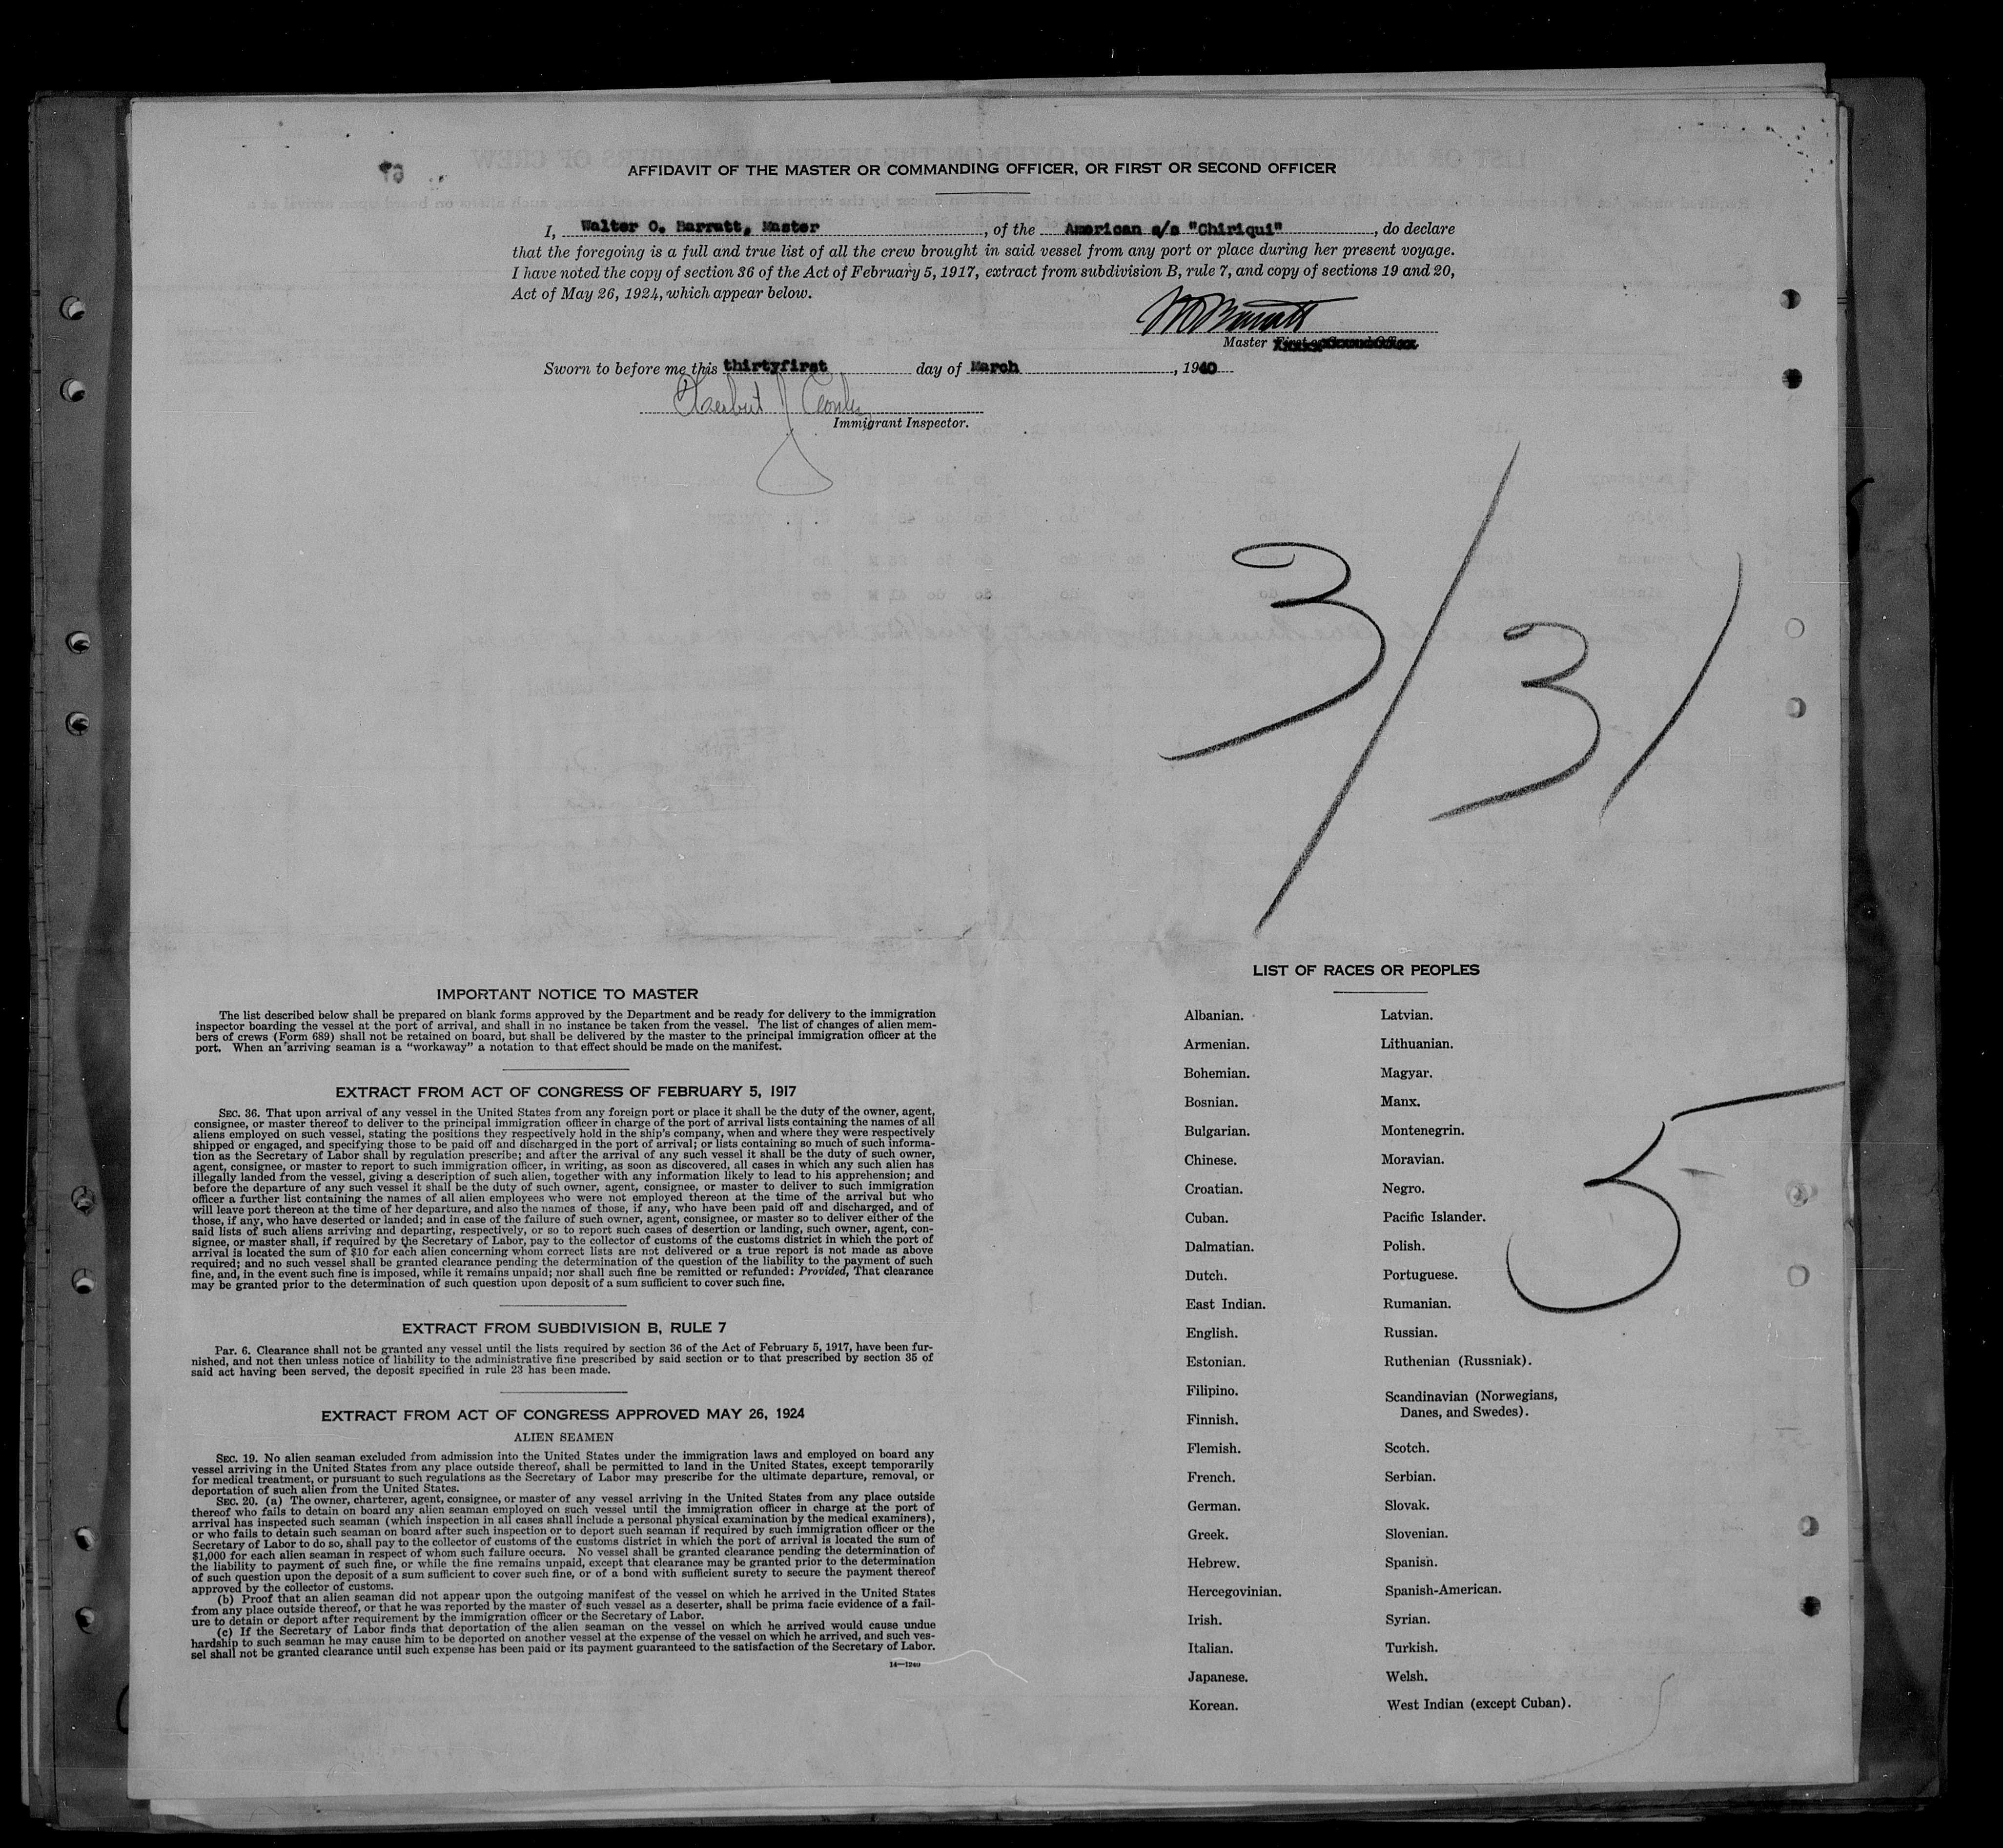 AFFIDAVIT OF THE MASTER OR COMMANDING OFFICER, OR FIRST OR SECOND OFFICER
I, Walter O. Barratt, Master, of the American s/s "Chiriqui", do declare
that the foregoing is a full and true list of all the crew brought in said vessel from any port or place during her present voyage.
I have noted the copy of section 36 of the Act of February 5, 1917, extract from subdivision B, rule 7, and copy of sections 19 and 20,
Act of May 26, 1924, which appear below.
WO Barratt
Master
Sworn to before me this thirtyfirst day of March, 1940
Herbert J
Immigrant Inspector.
3/31
IMPORTANT NOTICE TO MASTER
The list described below shall be prepared on blank forms approved by the Department and be ready for delivery to the immigration
inspector boarding the vessel at the port of arrival, and shall in no instance be taken from the vessel. The list of changes of alien mem-
bers of crews (Form 689) shall not be retained on board, but shall be delivered by the master to the principal immigration officer at the
port. When an arriving seaman is a "workaway" a notation to that effect should be made on the manifest.
EXTRACT FROM ACT OF CONGRESS OF FEBRUARY 5, 1917
SEC. 36. That upon arrival of any vessel in the United States from any foreign port or place it shall be the duty of the owner, agent,
consignee, or master thereof to deliver to the principal immigration officer in charge of the port of arrival lists containing the names of all
aliens employed on such vessel, stating the positions they respectively hold in the ship's company, when and where they were respectively
shipped or engaged, and specifying those to be paid off and discharged in the port of arrival; or lists containing so much of such informa-
tion as the Secretary of Labor shall by regulation prescribe; and after the arrival of any such vessel it shall be the duty of such owner,
agent, consignee, or master to report to such immigration officer, in writing, as soon as discovered, all cases in which any such alien has
illegally landed from the vessel, giving a description of such alien, together with any information likely to lead to his apprehension; and
before the departure of any such vessel it shall be the duty of such owner, agent, consignee, or master to deliver to such immigration
officer a further list containing the names of all alien employees who were not employed thereon at the time of the arrival but who
will leave port thereon at the time of her departure, and also the names of those, if any, who have been paid off and discharged, and of
those, if any, who have deserted or landed; and in case of the failure of such owner, agent, consignee, or master so to deliver either of the
said lists of such aliens arriving and departing, respectively, or so to report such cases of desertion or landing, such owner, agent, con-
signee, or master shall, if required by the Secretary of Labor, pay to the collector of customs of the customs district in which the port of
arrival is located the sum of $10 for each alien concerning whom correct lists are not delivered or a true report is not made as above
required; and no such vessel shall be granted clearance pending the determination of the question of the liability to the payment of such
fine, and, in the event such fine is imposed, while it remains unpaid; nor shall such fine be remitted or refunded: Provided, That clearance
may be granted prior to the determination of such question upon deposit of a sum sufficient to cover such fine.
EXTRACT FROM SUBDIVISION B, RULE 7
Par. 6. Clearance shall not be granted any vessel until the lists required by section 36 of the Act of February 5, 1917, have been fur-
nished, and not then unless notice of liability to the administrative fine prescribed by said section or to that prescribed by section 35 of
said act having been served, the deposit specified in rule 23 has been made.
EXTRACT FROM ACT OF CONGRESS APPROVED MAY 26, 1924
ALIEN SEAMEN
SEC. 19. No alien seaman excluded from admission into the United States under the immigration laws and employed on board any
vessel arriving in the United States from any place outside thereof, shall be permitted to land in the United States, except temporarily
for medical treatment, or pursuant to such regulations as the Secretary of Labor may prescribe for the ultimate departure, removal, or
deportation of such alien from the United States.
SEC. 20. (a) The owner, charterer, agent, consignee, or master of any vessel arriving in the United States from any place outside
thereof who fails to detain on board any alien seaman employed on such vessel until the immigration officer in charge at the port of
arrival has inspected such seaman (which inspection in all cases shall include a personal physical examination by the medical examiners),
or who fails to detain such seaman on board after such inspection or to deport such seaman if required by such immigration officer or the
Secretary of Labor to do so, shall pay to the collector of customs of the customs district in which the port of arrival is located the sum of
$1,000 for each alien seaman in respect of whom such failure occurs. No vessel shall be granted clearance pending the determination of
the liability to payment of such fine, or while the fine remains unpaid, except that clearance may be granted prior to the determination
of such question upon the deposit of a sum sufficient to cover such fine, or of a bond with sufficient surety to secure the payment thereof
approved by the collector of customs.
(b) Proof that an alien seaman did not appear upon the outgoing manifest of the vessel on which he arrived in the United States
from any place outside thereof, or that he was reported by the master of such vessel as a deserter, shall be prima facie evidence of a fail-
ure to detain or deport after requirement by the immigration officer or the Secretary of Labor.
(c) If the Secretary of Labor finds that deportation of the alien seaman on the vessel on which he arrived would cause undue
hardship to such seaman he may cause him to be deported on another vessel at the expense of the vessel on which he arrived, and such ves-
sel shall not be granted clearance until such expense has been paid or its payment guaranteed to the satisfaction of the Secretary of Labor.
14—1240
LIST OF RACES OR PEOPLES
Albanian.
Armenian.
Bohemian.
Bosnian.
Bulgarian.
Chinese.
Croatian.
Cuban.
Dalmatian.
Dutch.
East Indian.
English.
Estonian.
Filipino.
Finnish.
Flemish.
French.
German.
Greek.
Hebrew.
Hercegovinian.
Irish.
Italian.
Japanese.
Korean.
Latvian.
Lithuanian.
Magyar.
Manx.
Montenegrin.
Moravian.
Negro.
Pacific Islander.
Polish.
Portuguese.
Rumanian.
Russian.
Ruthenian (Russniak).
Scandinavian (Norwegians,
Danes, and Swedes).
Scotch.
Serbian.
Slovak.
Slovenian.
Spanish.
Spanish-American.
Syrian.
Turkish.
Welsh.
West Indian (except Cuban).
5